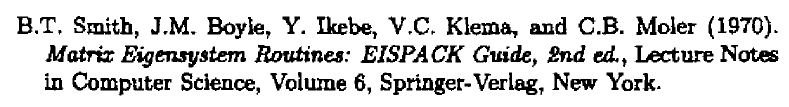 B.T. Smith, J.M. Boyle, Y. Ikebe, V.C. Klema, and C.B. Moler (1970).
Matrix Eigensystem Routines: EISPACK Guide, 2nd ed., Lecture Notes
in Computer Science, Volume 6, Springer-Verlag, New York.